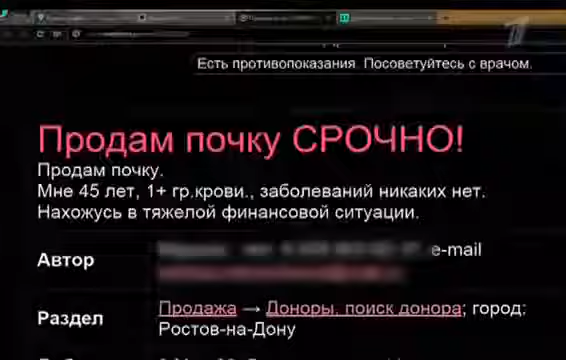 Есть противопоказания. Посоветуйтесь с врачом.
Продам почку СРОЧНО!
Продам почку.
Мне 45 лет, 1+ гр.крови., заболеваний никаких нет.
Нахожусь в тяжелой финансовой ситуации.
Автор
e-mail
Раздел
Продажа → Доноры, поиск донора; город:
Ростов-на-Дону